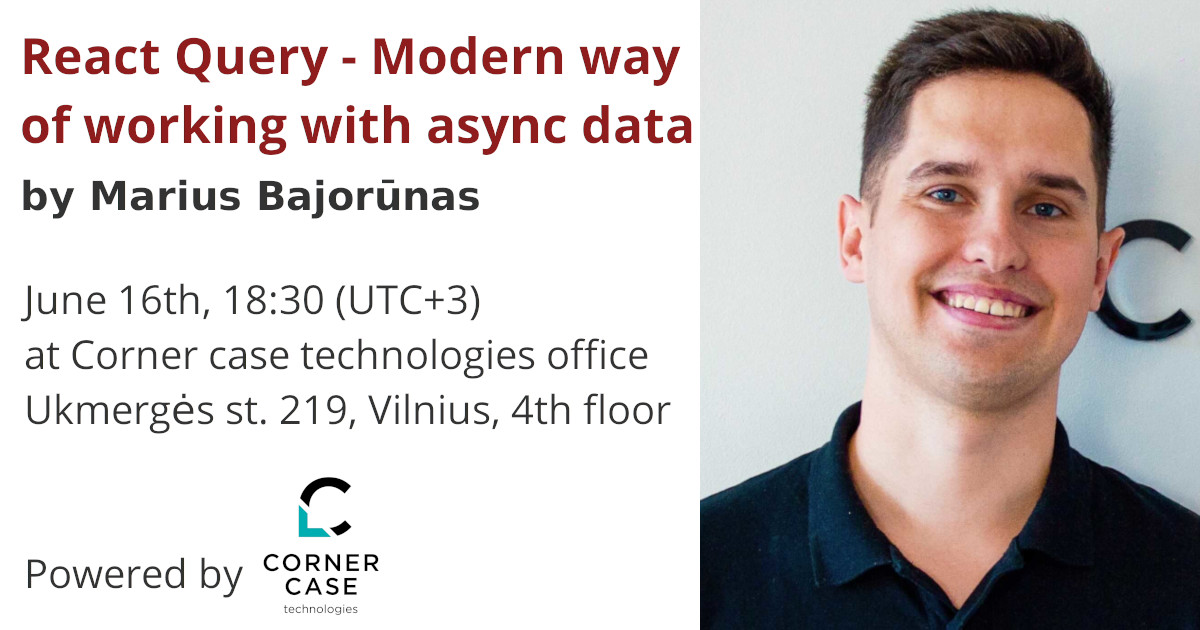 React Query - Modern way
of working with async data
by Marius Bajorūnas
June 16th, 18:30 (UTC+3)
at Corner case technologies office
Ukmergės st. 219, Vilnius, 4th floor
Powered by
CORNER
CASE
technologies
C